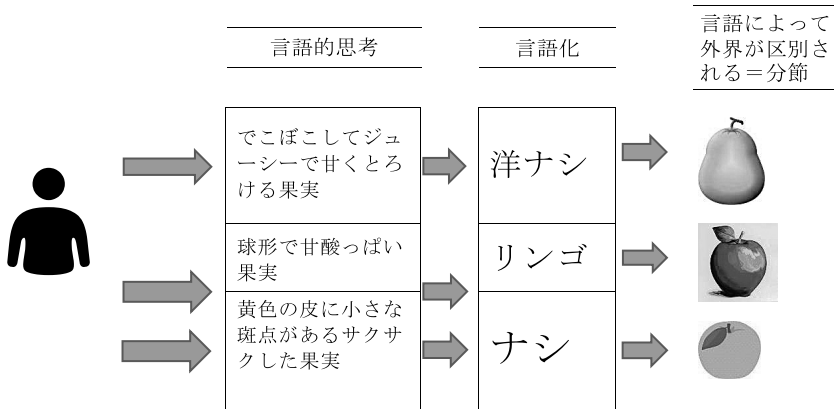 言語的思考
言語化
言語によって
外界が区別さ
れる＝分節
でこぼこしてジュ
ーシーで甘くとろ
ける果実
洋ナシ
球形で甘酸っぱい
果実
リンゴ
黄色の皮に小さな
斑点があるサクサ
クした果実
ナシ